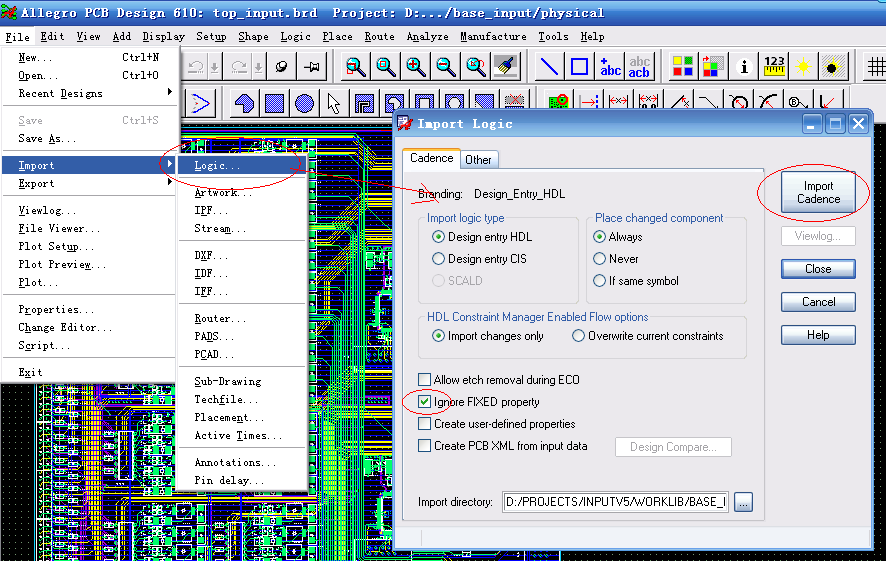 Allegro PCB Design 610: top_input.brd Project: D:.../base_input/physical
File Edit View Add Display Setup Shape Logic Place Route Analyze Manufacture Tools Help
New... Ctrl+N
Open... Ctrl+O
Recent Designs
Save Ctrl+S
Save As...
Import
Export
Viewlog...
File Viewer...
Plot Setup...
Plot Preview...
Plot...
Properties...
Change Editor...
Script...
Exit
Logic...
Artwork...
IPF...
Stream...
DXF...
IDF...
IFF...
Router...
PADS...
PCAD...
Sub-Drawing
Techfile...
Placement...
Active Times...
Annotations...
Pin delay...
+abc
abc
acb
i
123
Import Logic
Cadence Other
Branding: Design_Entry_HDL
Import logic type
Design entry HDL
Design entry CIS
SCALD
Place changed component
Always
Never
If same symbol
HDL Constraint Manager Enabled Flow options
Import changes only Overwrite current constraints
Allow etch removal during ECO
Ignore FIXED property
Create user-defined properties
Create PCB XML from input data Design Compare...
Import directory: D:/PROJECTS/INPUTV5/WORKLIB/BASE_I ...
Import
Cadence
Viewlog...
Close
Cancel
Help